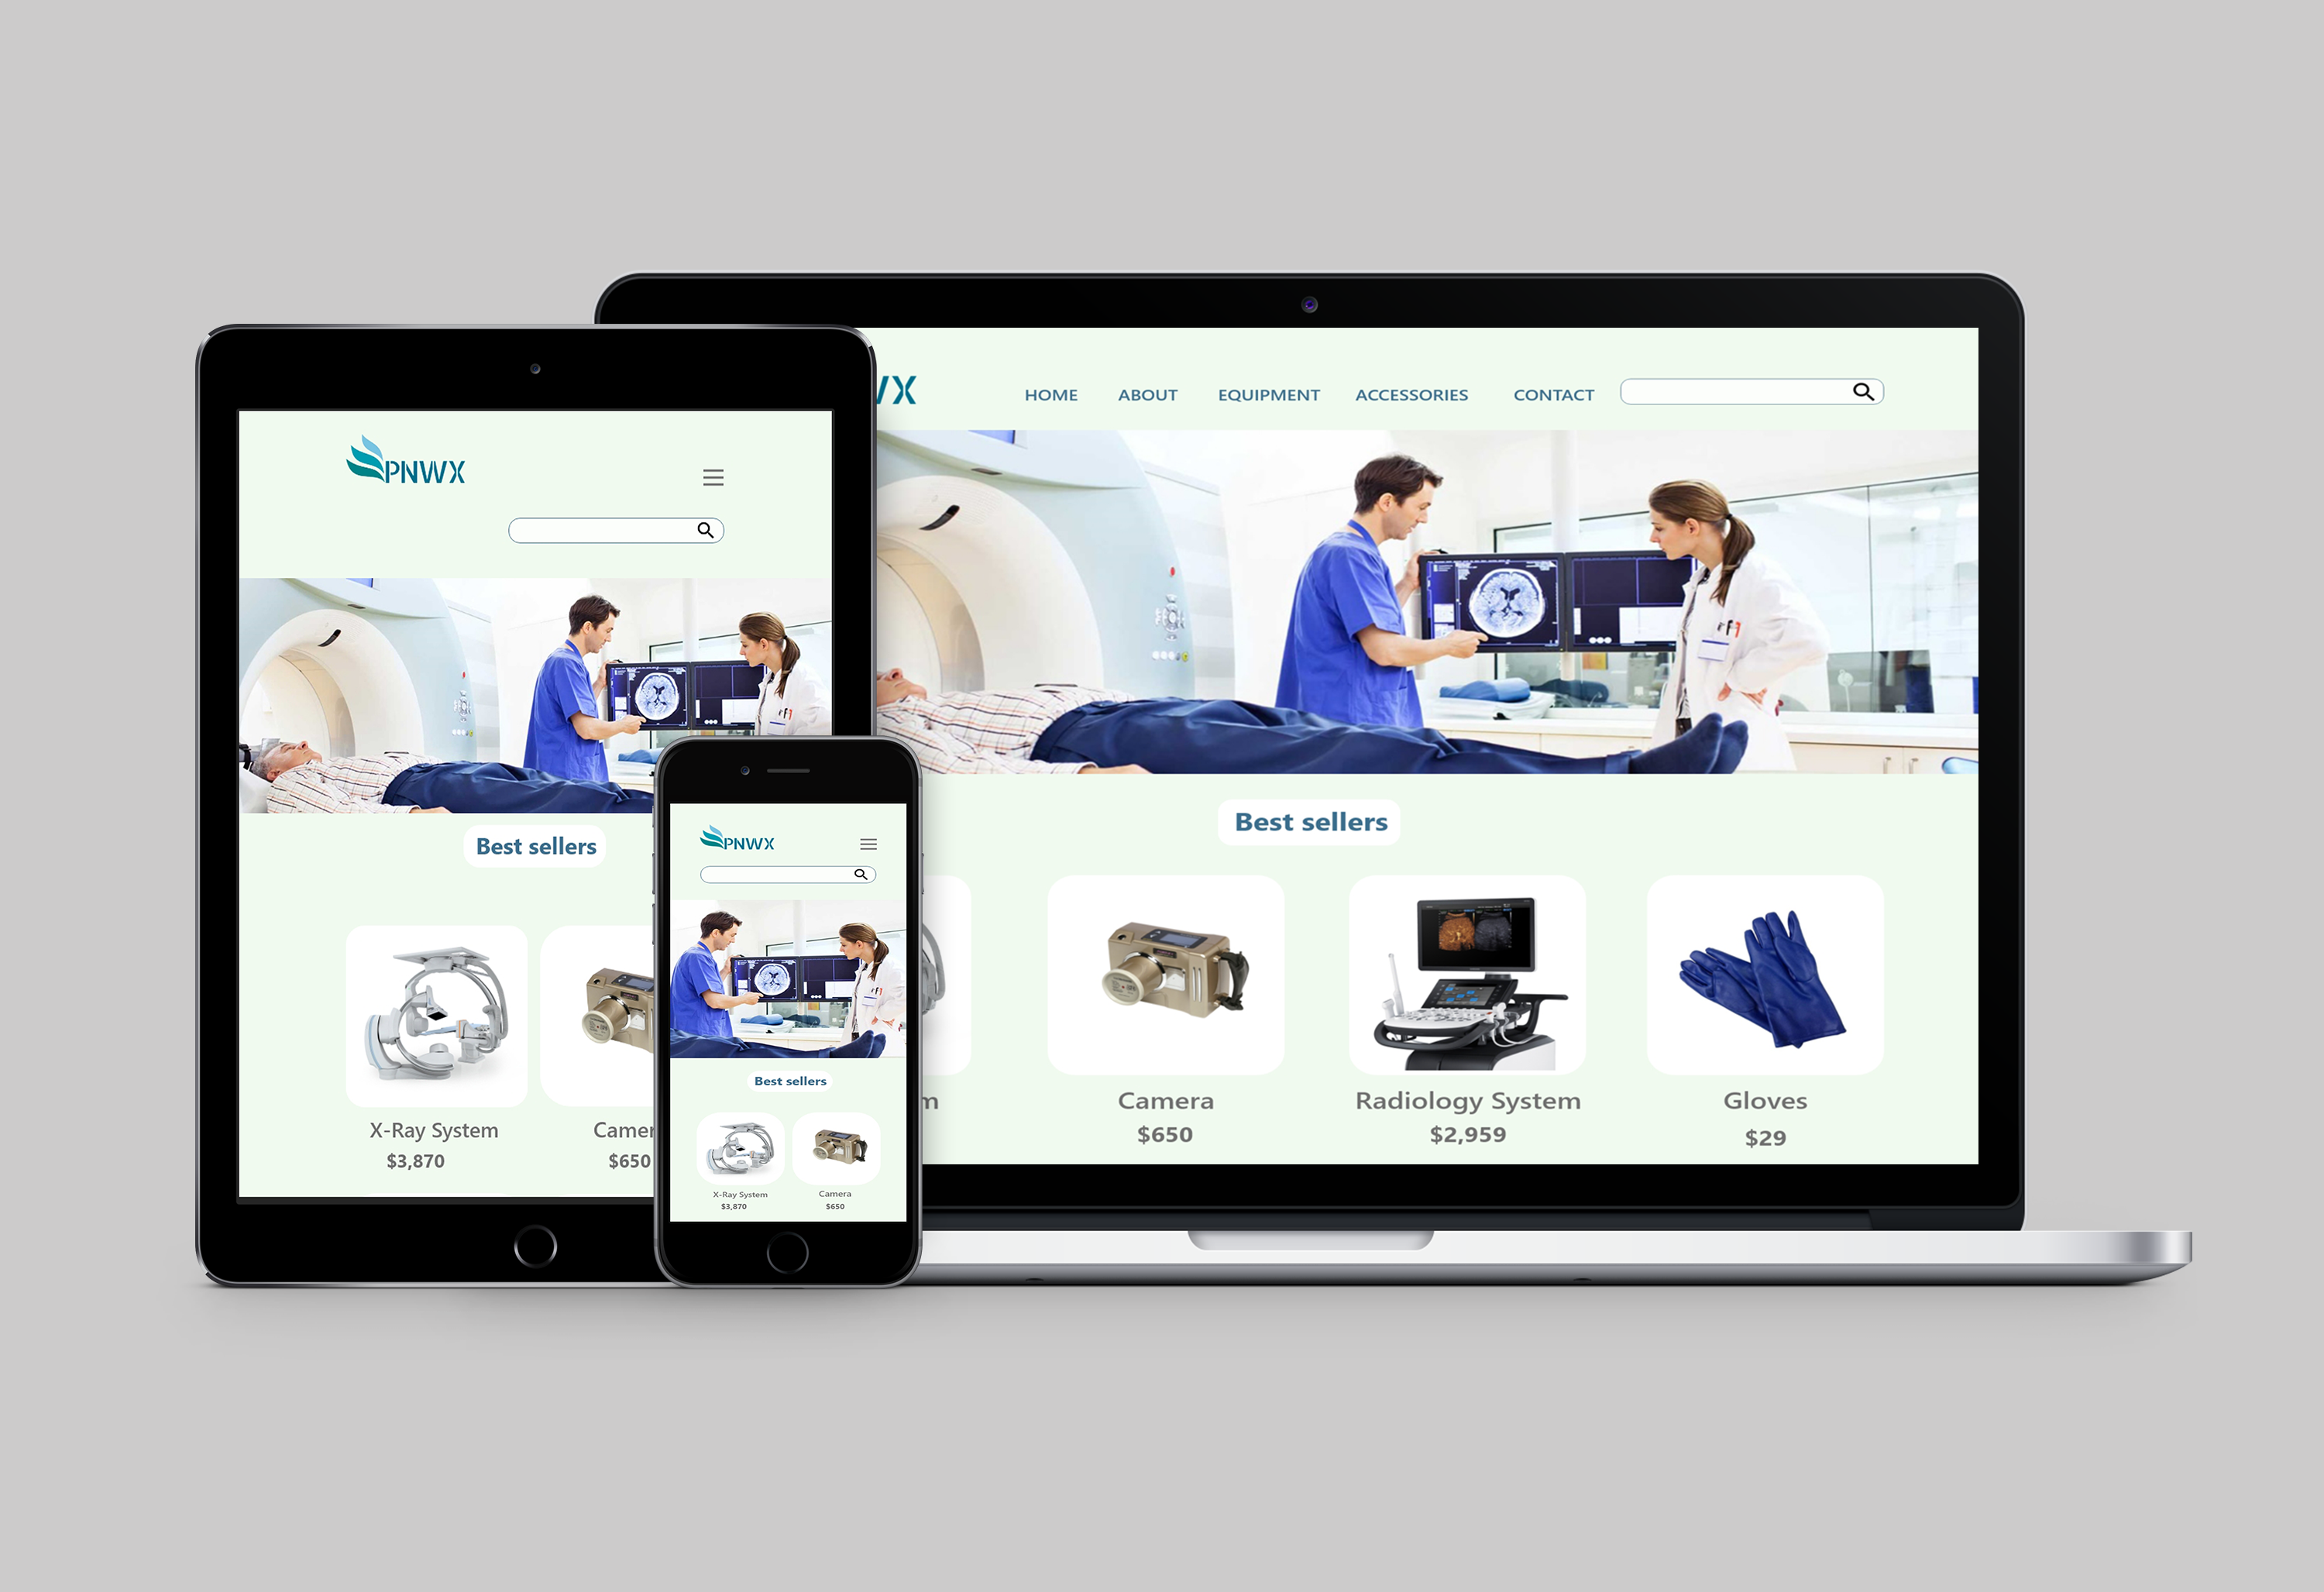 PNWX
Best sellers
X-Ray System
$3,870
Camer
$650
PNWX
Best sellers
X-Ray System
$3,870
Camera
$650
WX
HOME ABOUT EQUIPMENT ACCESSORIES CONTACT
Best sellers
m
Camera
$650
Radiology System
$2,959
Gloves
$29